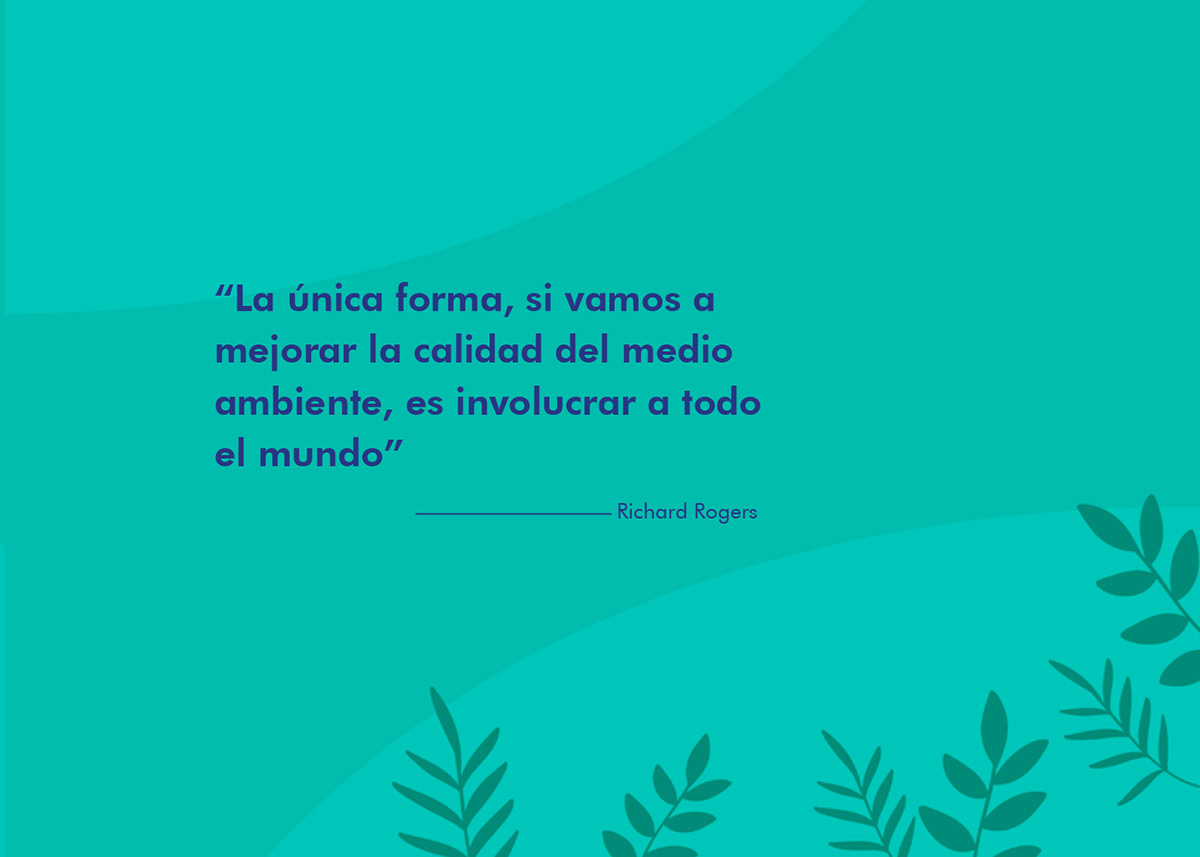 “La única forma, si vamos a
mejorar la calidad del medio
ambiente, es involucrar a todo
el mundo”
Richard Rogers